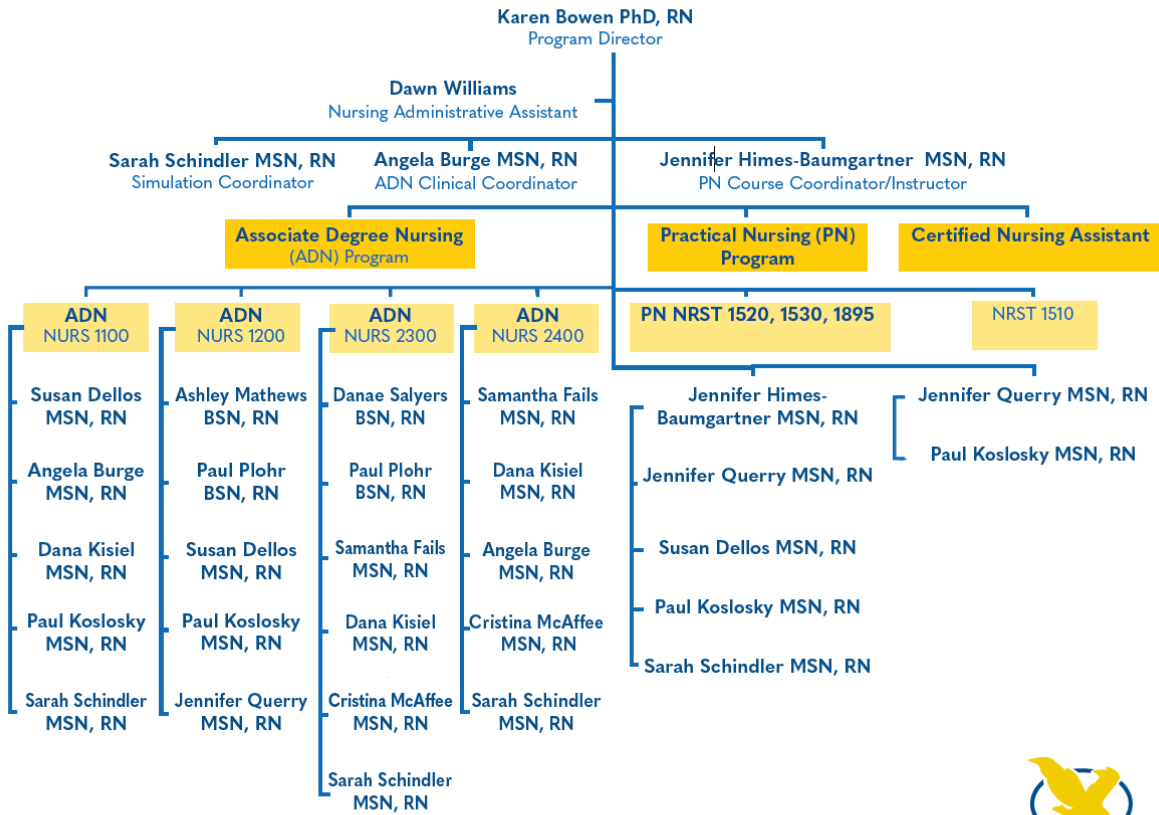 Karen Bowen PhD, RN
Program Director
Dawn Williams
Nursing Administrative Assistant
Sarah Schindler MSN, RN
Simulation Coordinator
Angela Burge MSN, RN
ADN Clinical Coordinator
Jennifer Himes-Baumgartner MSN, RN
PN Course Coordinator/Instructor
Associate Degree Nursing
(ADN) Program
Practical Nursing (PN)
Program
Certified Nursing Assistant
ADN
NURS 1100
ADN
NURS 1200
ADN
NURS 2300
ADN
NURS 2400
PN NRST 1520, 1530, 1895
NRST 1510
Susan Dellos
MSN, RN
Angela Burge
MSN, RN
Dana Kisiel
MSN, RN
Paul Koslosky
MSN, RN
Sarah Schindler
MSN, RN
Ashley Mathews
BSN, RN
Paul Plohr
BSN, RN
Susan Dellos
MSN, RN
Paul Koslosky
MSN, RN
Jennifer Querry
MSN, RN
Danae Salyers
BSN, RN
Paul Plohr
BSN, RN
Samantha Fails
MSN, RN
Dana Kisiel
MSN, RN
Cristina McAffee
MSN, RN
Sarah Schindler
MSN, RN
Samantha Fails
MSN, RN
Dana Kisiel
MSN, RN
Angela Burge
MSN, RN
Cristina McAffee
MSN, RN
Sarah Schindler
MSN, RN
Jennifer Himes-
Baumgartner MSN, RN
Jennifer Querry MSN, RN
Susan Dellos MSN, RN
Paul Koslosky MSN, RN
Sarah Schindler MSN, RN
Jennifer Querry MSN, RN
Paul Koslosky MSN, RN